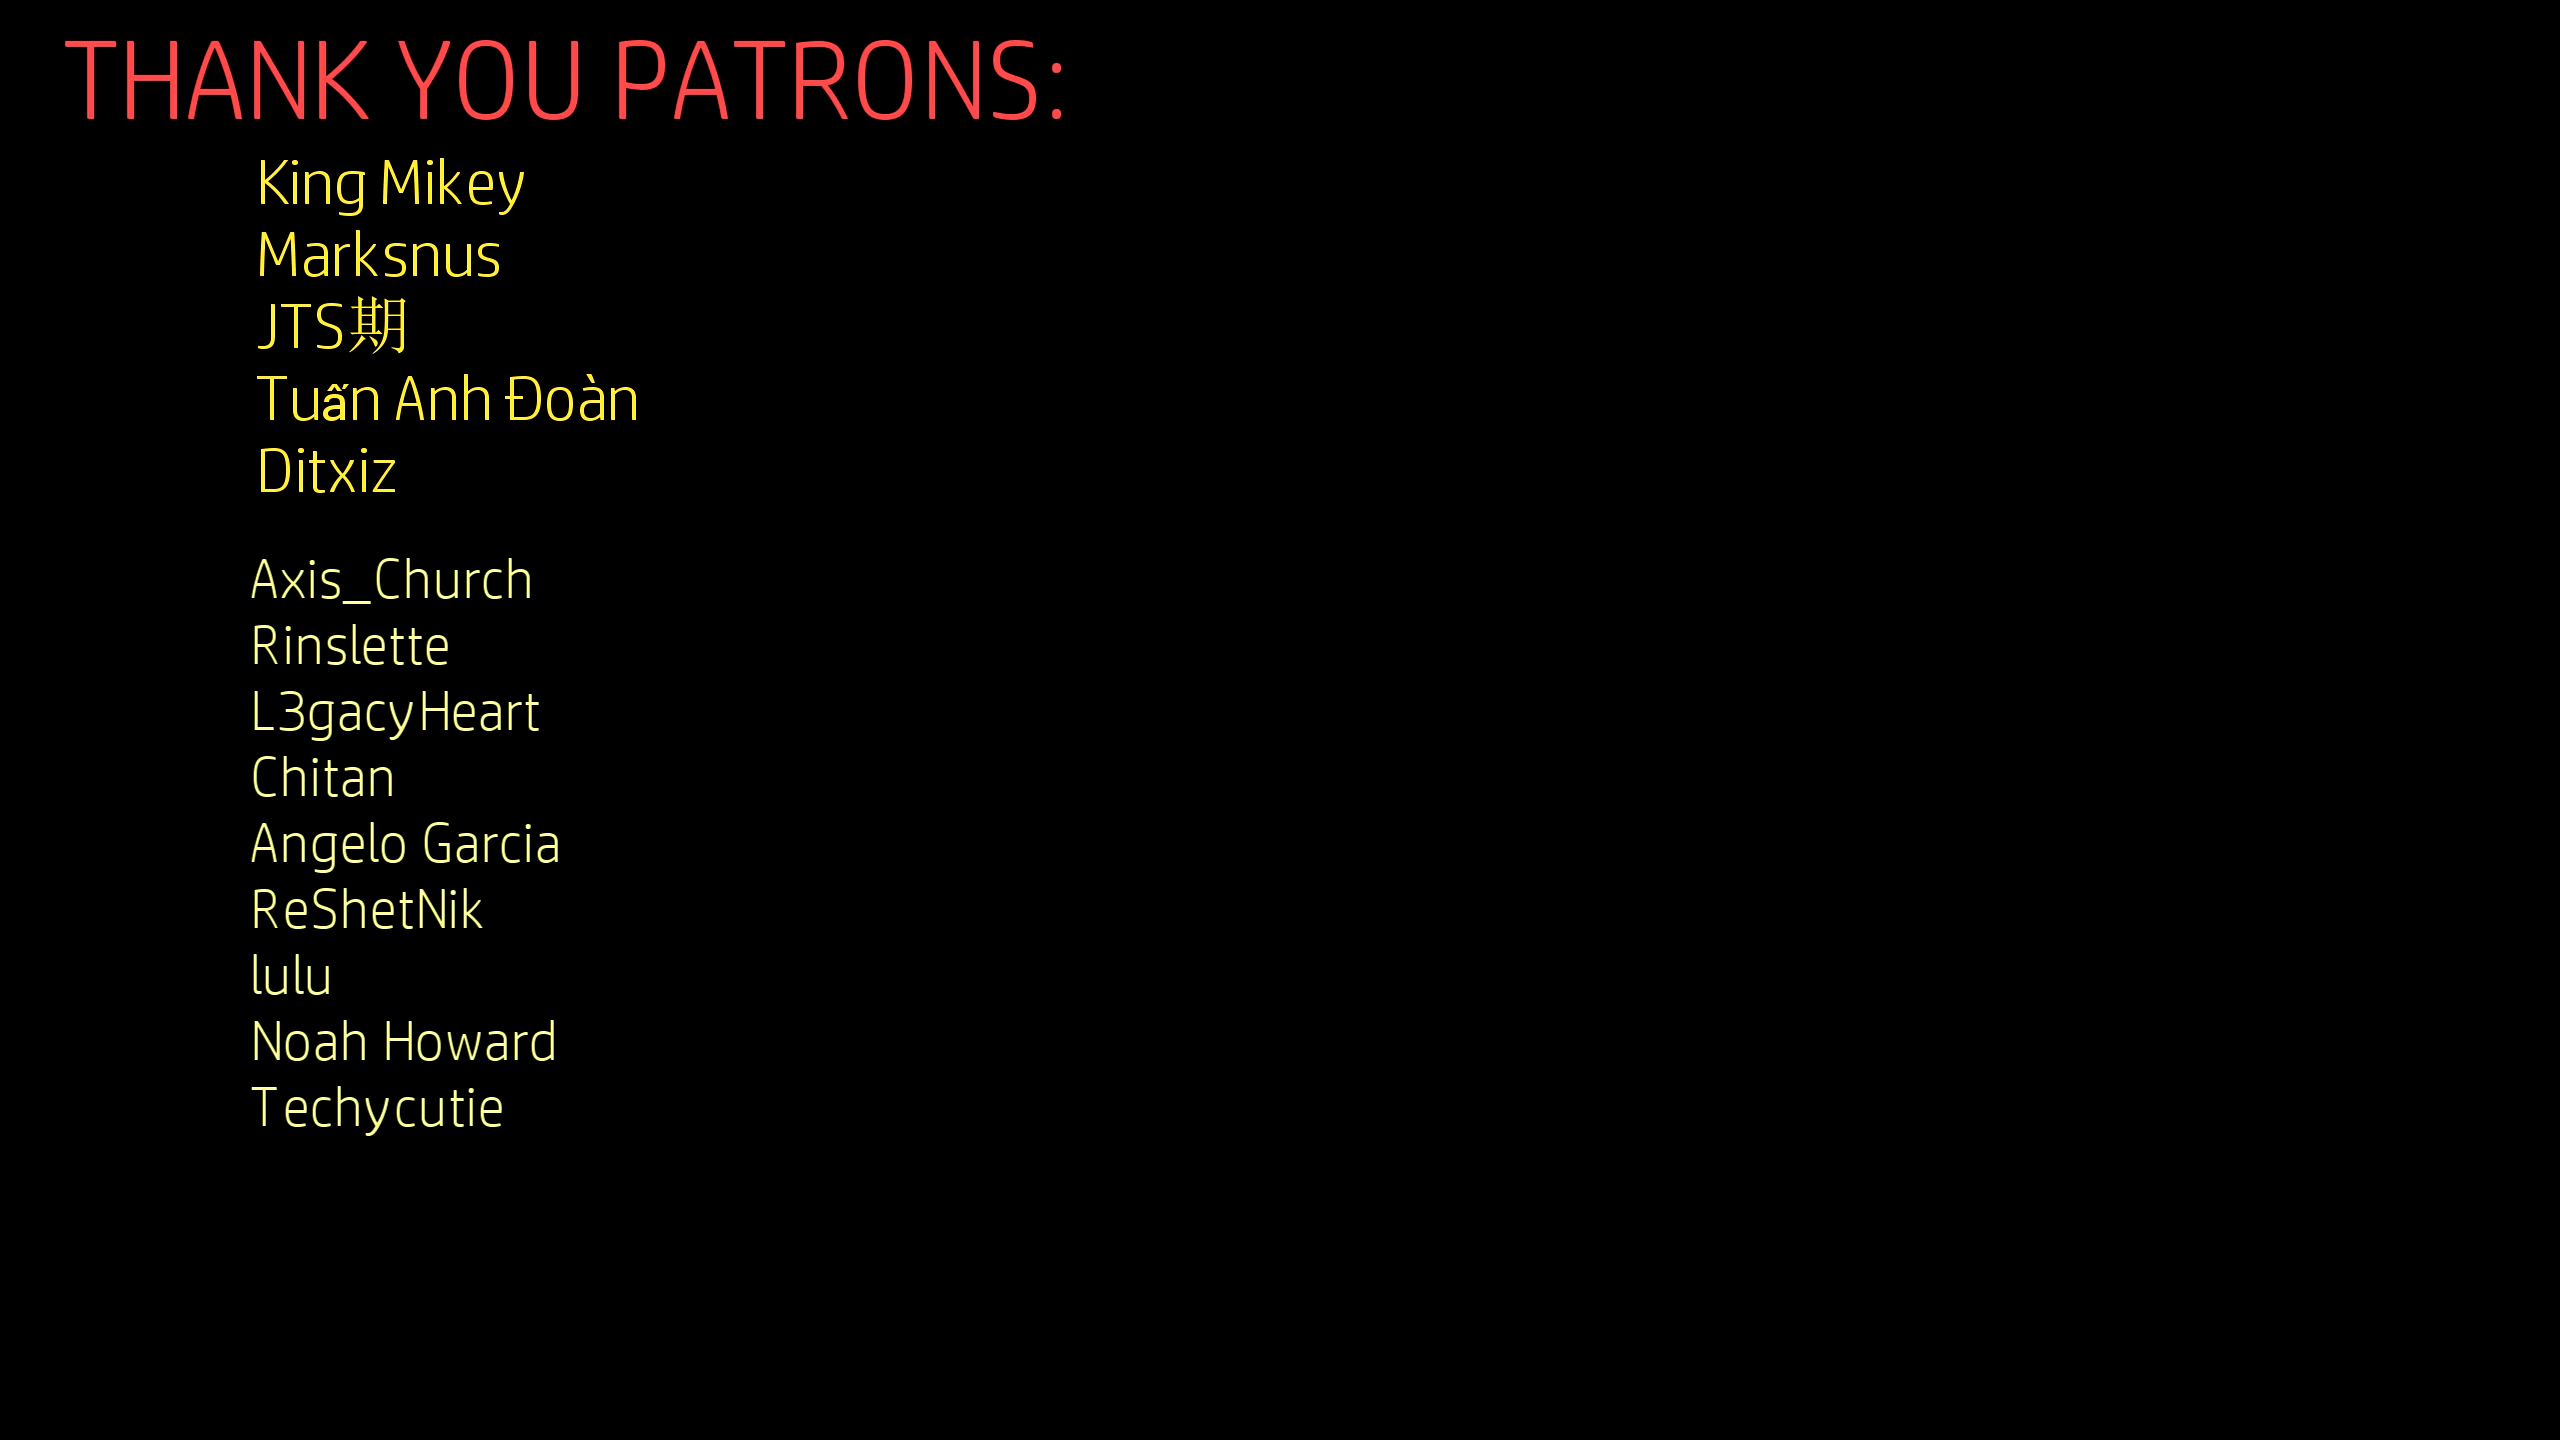 THANK YOU PATRONS:
King Mikey
Marksnus
JTS期
Tuấn Anh Đoàn
Ditxiz
Axis_Church
Rinslette
L3gacyHeart
Chitan
Angelo Garcia
ReShetNik
lulu
Noah Howard
Techycutie